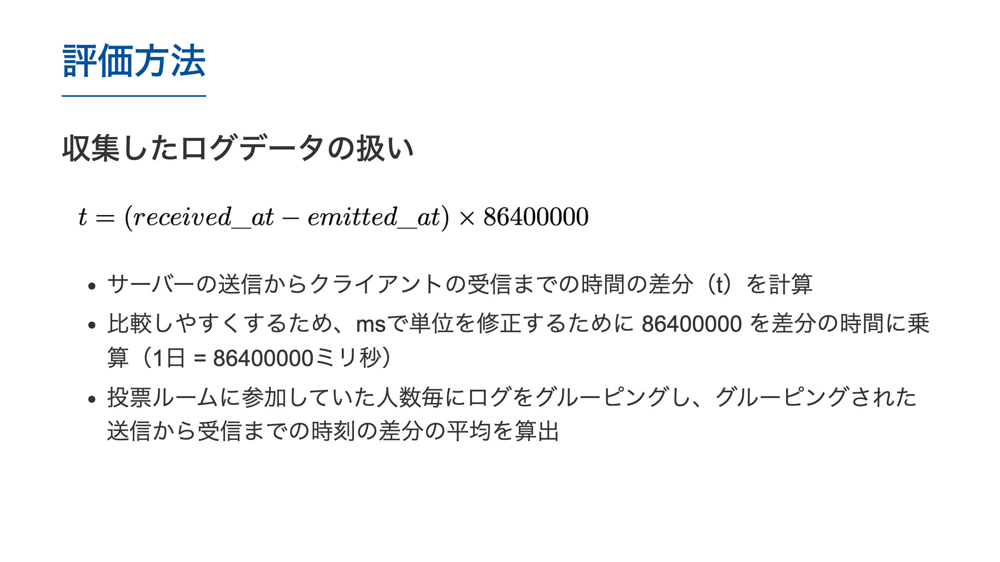 評価方法
収集したログデータの扱い
t = (received_at − emitted_at) × 86400000
• サーバーの送信からクライアントの受信までの時間の差分（t）を計算
• 比較しやすくするため、msで単位を修正するために 86400000 を差分の時間に乗
算（1日 = 86400000ミリ秒）
• 投票ルームに参加していた人数毎にログをグルーピングし、グルーピングされた
送信から受信までの時刻の差分の平均を算出